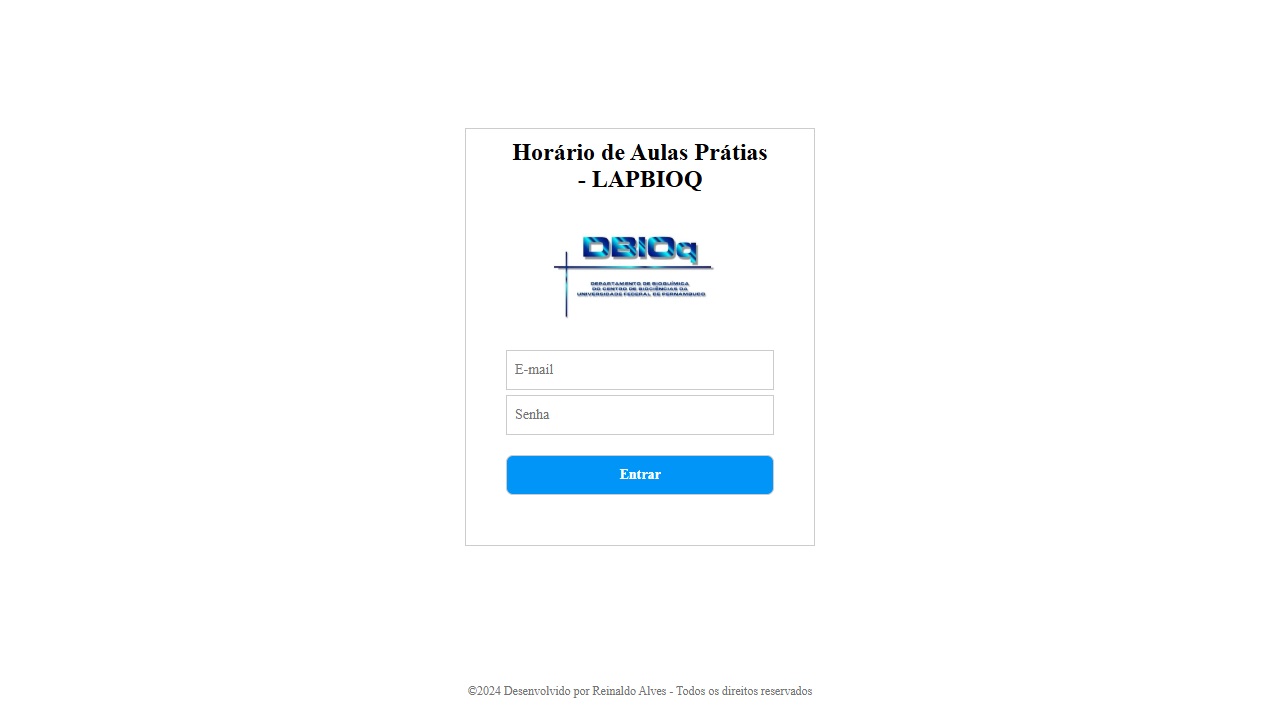 Horário de Aulas Prátias
- LAPBIOQ
DBIOq
DEPARTAMENTO DE BIOQUÍMICA
DO CENTRO DE BIOCIÊNCIAS DA
UNIVERSIDADE FEDERAL DE PERNAMBUCO
E-mail
Senha
Entrar
©2024 Desenvolvido por Reinaldo Alves - Todos os direitos reservados